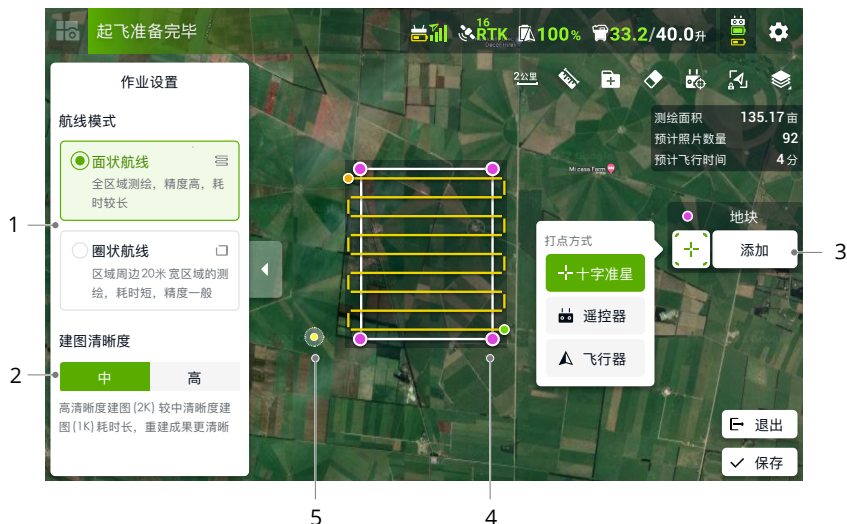 起飞准备完毕
16
RTK
100%
33.2/40.0升
作业设置
航线模式
面状航线
全区域测绘，精度高，耗
时较长
圈状航线
区域周边20米宽区域的测
绘，耗时短，精度一般
建图清晰度
中
高
高清晰度建图(2K) 较中清晰度建
图(1K)耗时长，重建成果更清晰
2公里
测绘面积 135.17亩
预计照片数量 92
预计飞行时间 4分
Mi casa Farm
地块
添加
打点方式
十字准星
遥控器
飞行器
退出
保存
1
2
3
4
5